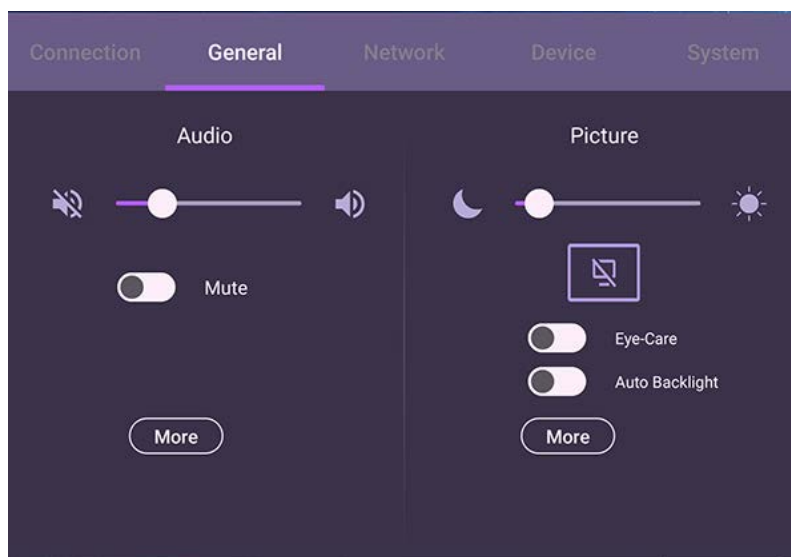 Connection General Network Device System
Audio
Mute
More
Picture
Eye-Care
Auto Backlight
More